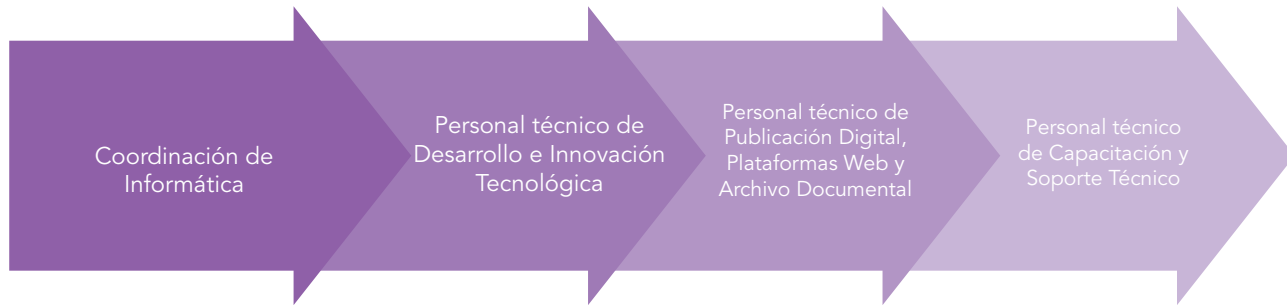 Coordinación de
Informática
Personal técnico de
Desarrollo e Innovación
Tecnológica
Personal técnico de
Publicación Digital,
Plataformas Web y
Archivo Documental
Personal técnico
de Capacitación y
Soporte Técnico